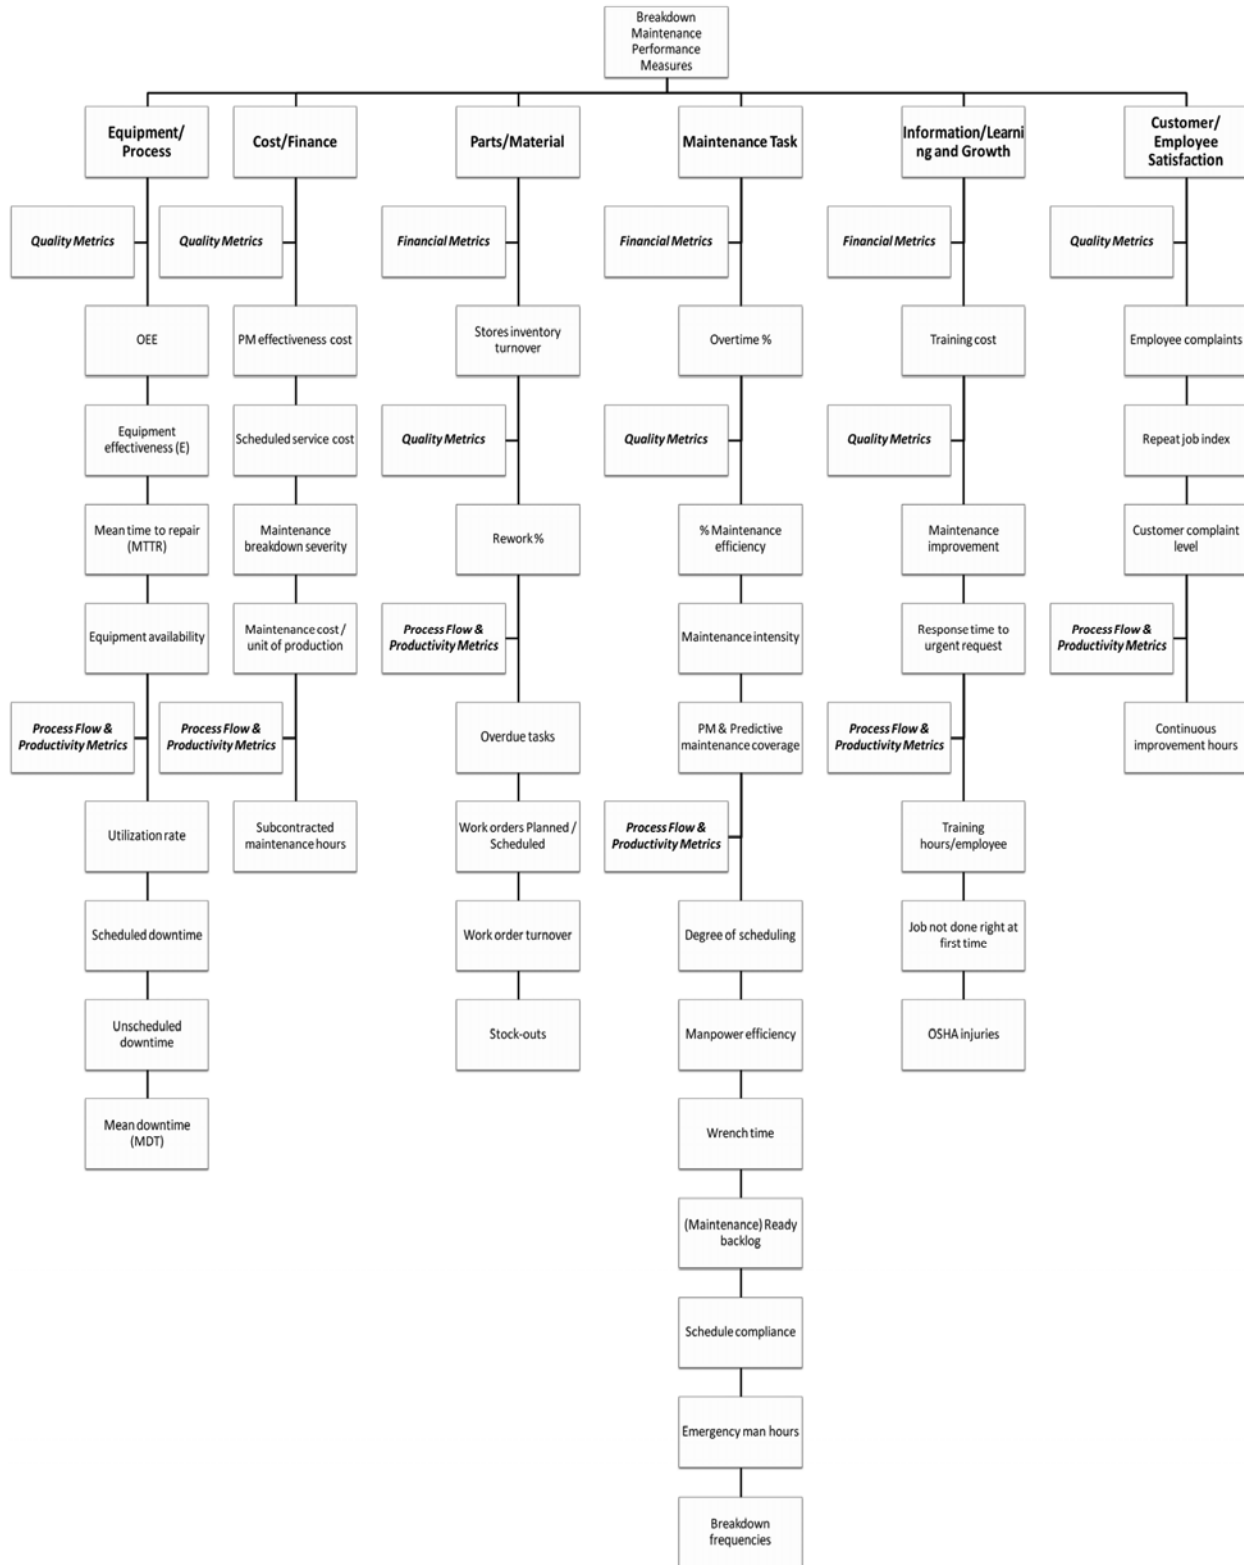 Breakdown
Maintenance
Performance
Measures
Equipment/
Process
Quality Metrics
OEE
Equipment
effectiveness (E)
Mean time to repair
(MTTR)
Equipment availability
Process Flow &
Productivity Metrics
Utilization rate
Scheduled downtime
Unscheduled
downtime
Mean downtime
(MDT)
Cost/Finance
Quality Metrics
PM effectiveness cost
Scheduled service cost
Maintenance
breakdown severity
Maintenance cost /
unit of production
Process Flow &
Productivity Metrics
Subcontracted
maintenance hours
Parts/Material
Financial Metrics
Stores inventory
turnover
Quality Metrics
Rework %
Process Flow &
Productivity Metrics
Overdue tasks
Work orders Planned /
Scheduled
Work order turnover
Stock-outs
Maintenance Task
Financial Metrics
Overtime %
Quality Metrics
% Maintenance
efficiency
Maintenance intensity
PM & Predictive
maintenance coverage
Process Flow &
Productivity Metrics
Degree of scheduling
Manpower efficiency
Wrench time
(Maintenance) Ready
backlog
Schedule compliance
Emergency man hours
Breakdown
frequencies
Information/Learni
ng and Growth
Financial Metrics
Training cost
Quality Metrics
Maintenance
improvement
Response time to
urgent request
Process Flow &
Productivity Metrics
Training
hours/employee
Job not done right at
first time
OSHA injuries
Customer/
Employee
Satisfaction
Quality Metrics
Employee complaints
Repeat job index
Customer complaint
level
Process Flow &
Productivity Metrics
Continuous
improvement hours